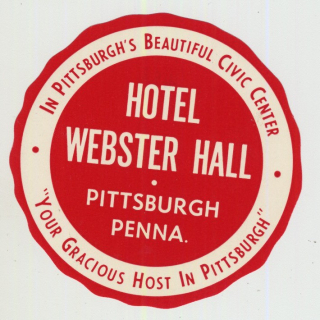 IN PITTSBURGH'S BEAUTIFUL CIVIC CENTER
HOTEL
WEBSTER HALL
PITTSBURGH
PENNA.
"YOUR GRACIOUS HOST IN PITTSBURGH"